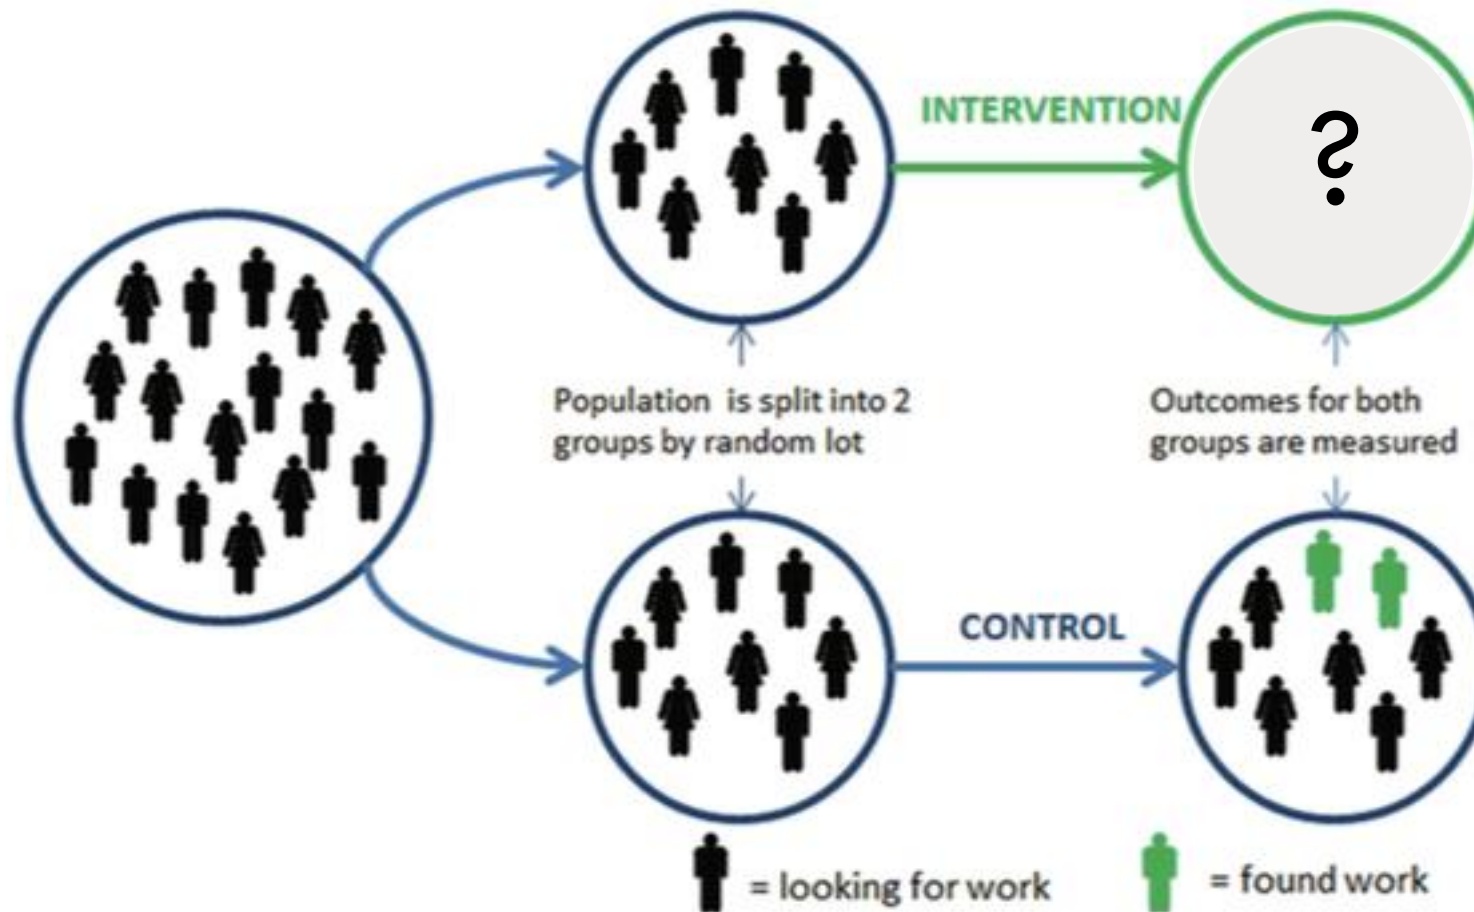 INTERVENTION
?
Population is split into 2
groups by random lot
Outcomes for both
groups are measured
CONTROL
= looking for work
= found work